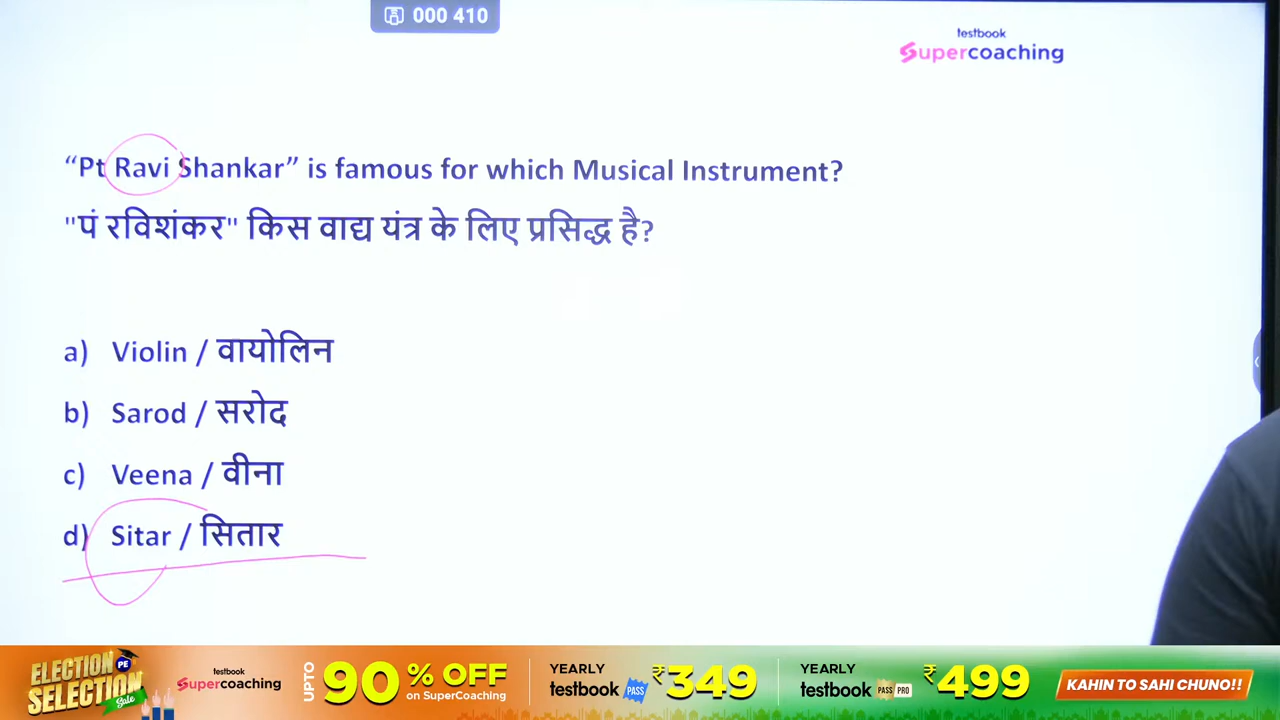 000 410
testbook
Supercoaching
“Pt Ravi Shankar” is famous for which Musical Instrument?
"पं रविशंकर" किस वाद्य यंत्र के लिए प्रसिद्ध है?
a) Violin / वायोलिन
b) Sarod / सरोद
c) Veena / वीना
d) Sitar / सितार
ELECTION PE
SELECTION
Sale
testbook
Supercoaching
UPTO 90% OFF
on SuperCoaching
YEARLY
testbook PASS ₹349
YEARLY
testbook PASS PRO ₹499
KAHIN TO SAHI CHUNO!!